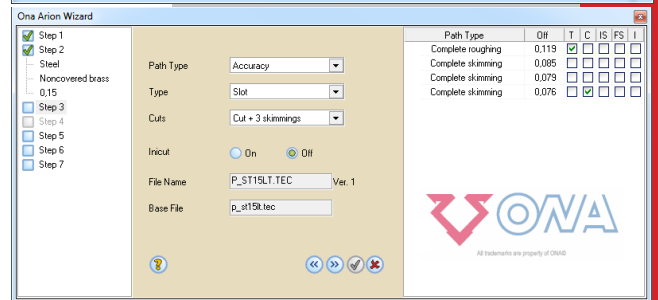 Ona Arion Wizard
Step 1
Step 2
Steel
Noncovered brass
0,15
Step 3
Step 4
Step 5
Step 6
Step 7
Path Type Accuracy
Type Slot
Cuts Cut + 3 skimmings
Inicut On Off
File Name P_ST15LT.TEC Ver. 1
Base File p_st15lt.tec
Path Type Off T C IS FS I
Complete roughing 0,119
Complete skimming 0,085
Complete skimming 0,079
Complete skimming 0,076
ONA
All trademarks are property of ONA®